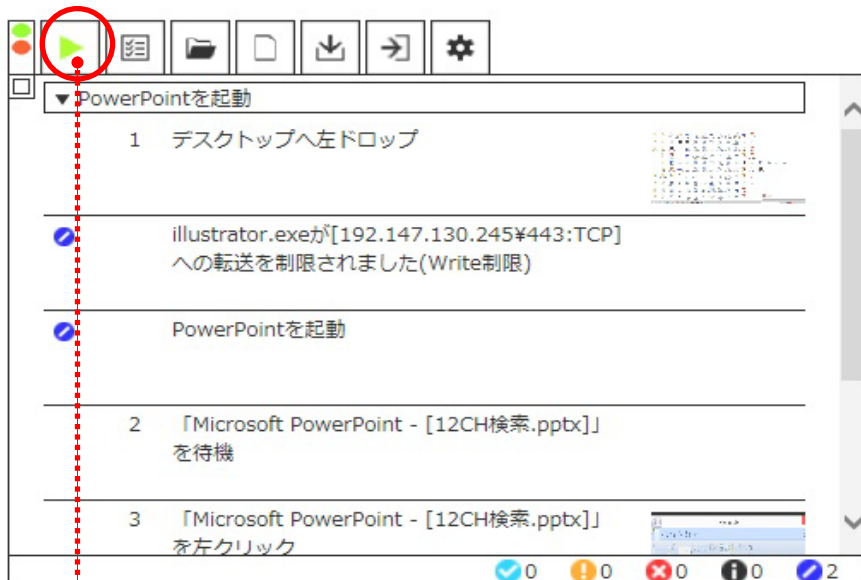 ▼ PowerPointを起動
1 デスクトップへ左ドロップ
illustrator.exeが[192.147.130.245¥443:TCP]
への転送を制限されました(Write制限)
PowerPointを起動
2 「Microsoft PowerPoint - [12CH検索.pptx]」
を待機
3 「Microsoft PowerPoint - [12CH検索.pptx]」
を左クリック
0 0 0 0 2